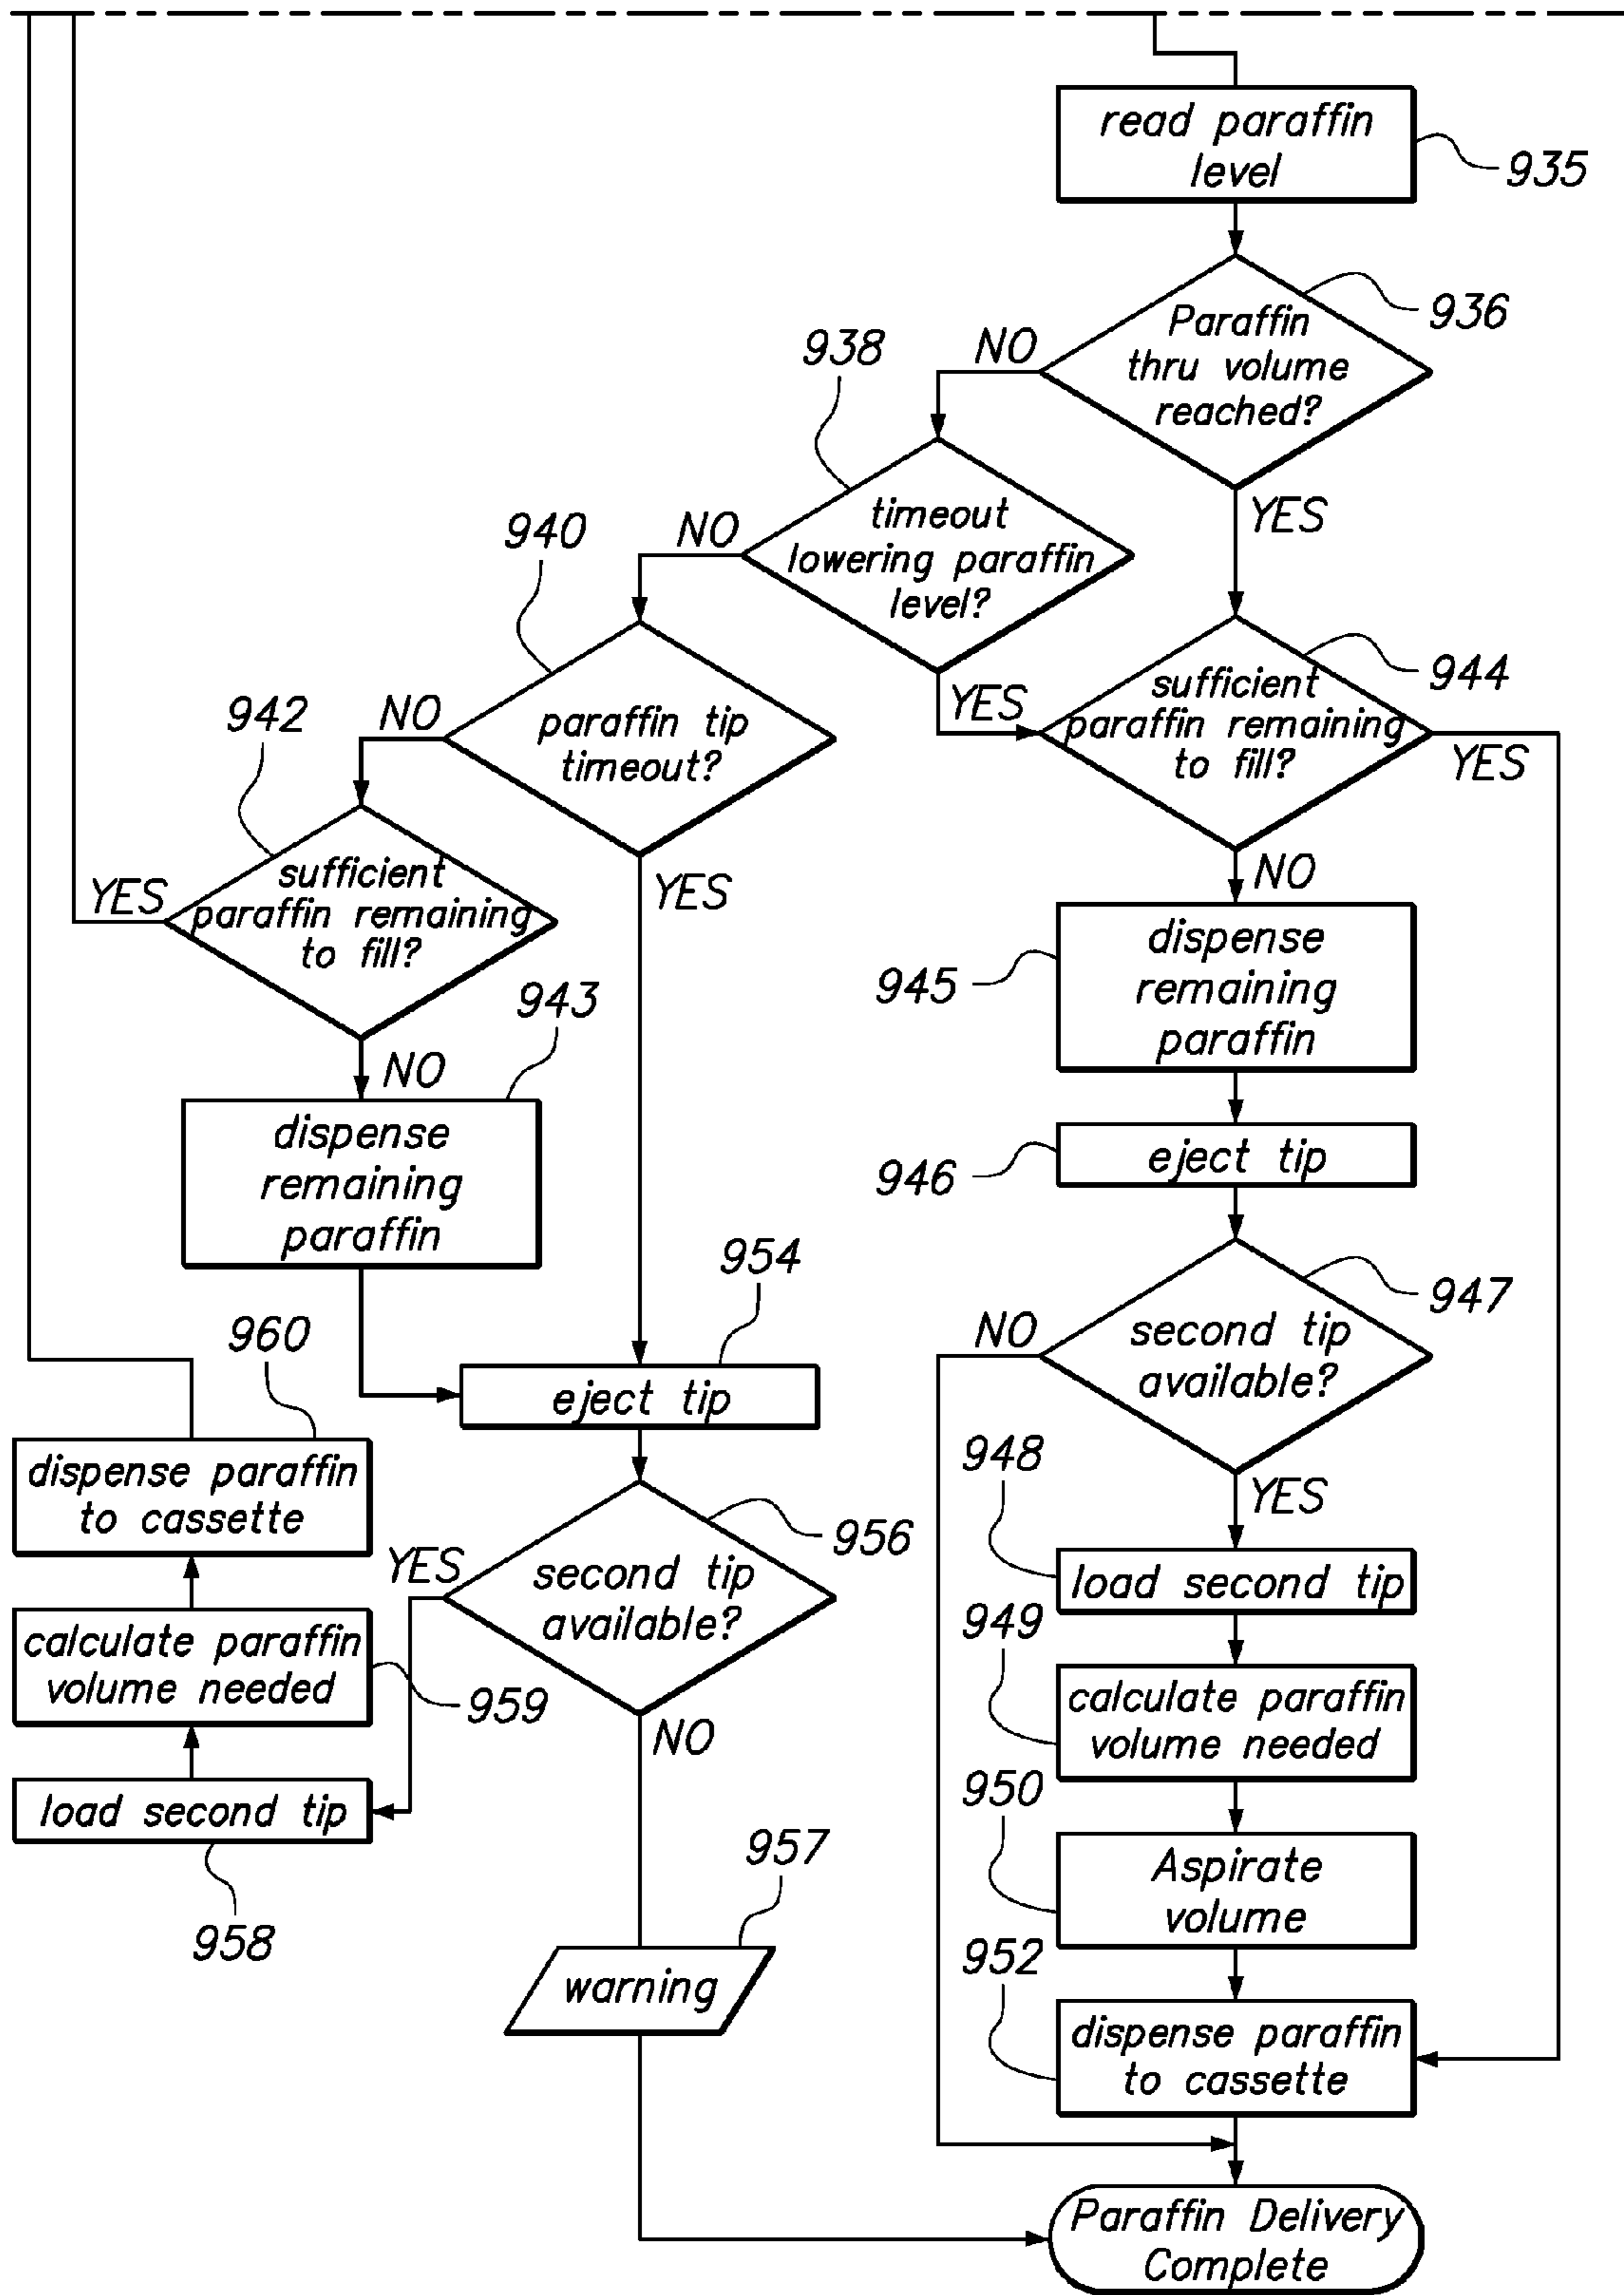 read paraffin
level
935
Paraffin
thru volume
reached?
936
NO
YES
938
timeout
lowering paraffin
level?
NO
YES
940
paraffin tip
timeout?
NO
YES
942
sufficient
paraffin remaining
to fill?
YES
NO
943
dispense
remaining
paraffin
944
sufficient
paraffin remaining
to fill?
YES
NO
945
dispense
remaining
paraffin
946
eject tip
947
second tip
available?
NO
YES
948
load second tip
949
calculate paraffin
volume needed
950
Aspirate
volume
952
dispense paraffin
to cassette
954
eject tip
956
second tip
available?
YES
NO
957
warning
958
load second tip
959
calculate paraffin
volume needed
960
dispense paraffin
to cassette
Paraffin Delivery
Complete